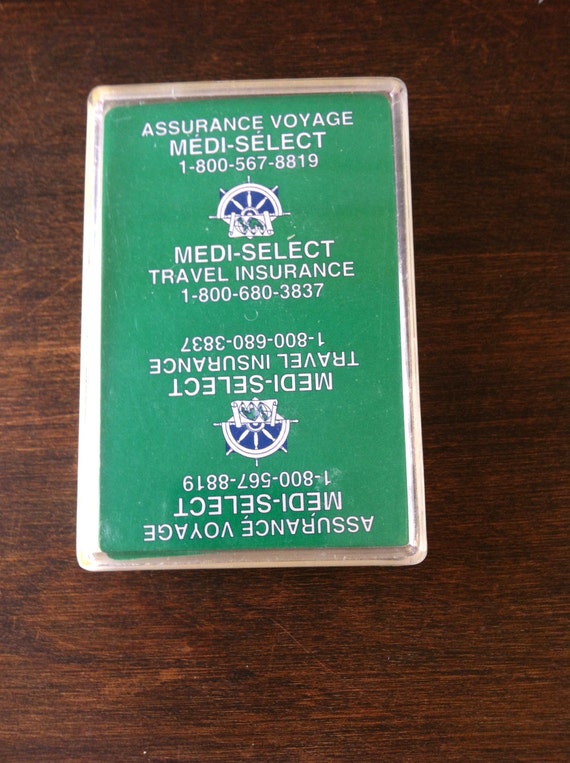 ASSURANCE VOYAGE
MÉDI-SÉLECT
1-800-567-8819
MEDI-SELECT
TRAVEL INSURANCE
1-800-680-3837
1-800-680-3837
TRAVEL INSURANCE
MEDI-SELECT
1-800-567-8819
MÉDI-SÉLECT
ASSURANCE VOYAGE